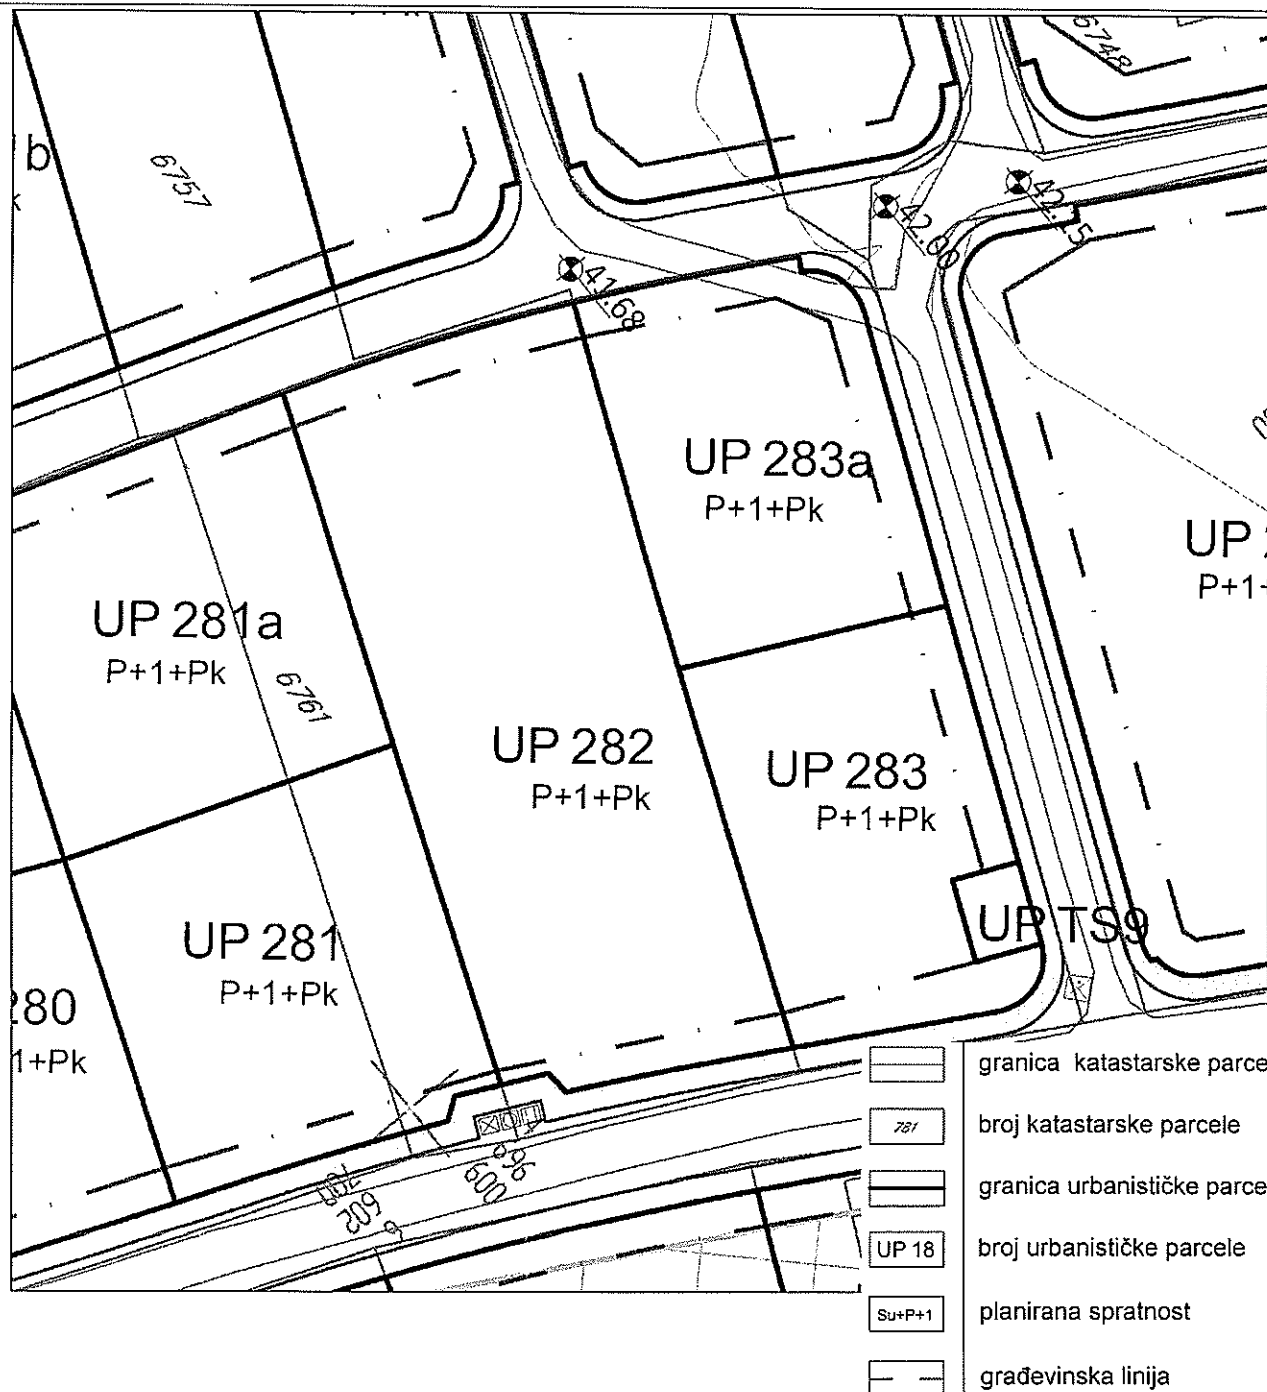 6748
b
6757
42.15
42.00
41.68
UP 283a
P+1+Pk
UP
P+1+
UP 281a
P+1+Pk
6761
UP 282
P+1+Pk
UP 283
P+1+Pk
UP TS9
UP 281
P+1+Pk
280
1+Pk
granica katastarske parce
781 broj katastarske parcele
696
600
602
granica urbanističke parce
UP 18 broj urbanističke parcele
Su+P+1 planirana spratnost
građevinska linija